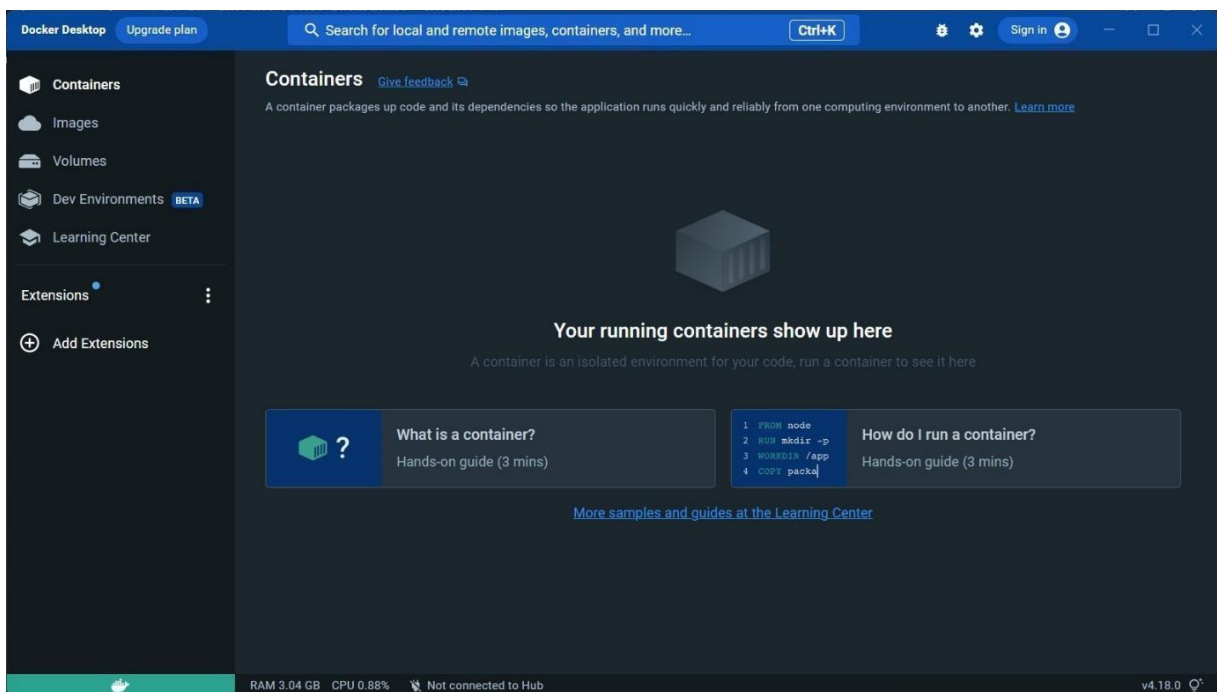 Docker Desktop Upgrade plan Search for local and remote images, containers, and more... Ctrl+K Sign in
Containers
Images
Volumes
Dev Environments BETA
Learning Center
Extensions
Add Extensions
Containers Give feedback
A container packages up code and its dependencies so the application runs quickly and reliably from one computing environment to another. Learn more
Your running containers show up here
A container is an isolated environment for your code, run a container to see it here
?
What is a container?
Hands-on guide (3 mins)
1 FROM node
2 RUN mkdir -p
3 WORKDIR /app
4 COPY packa
How do I run a container?
Hands-on guide (3 mins)
More samples and guides at the Learning Center
RAM 3.04 GB CPU 0.88% Not connected to Hub v4.18.0